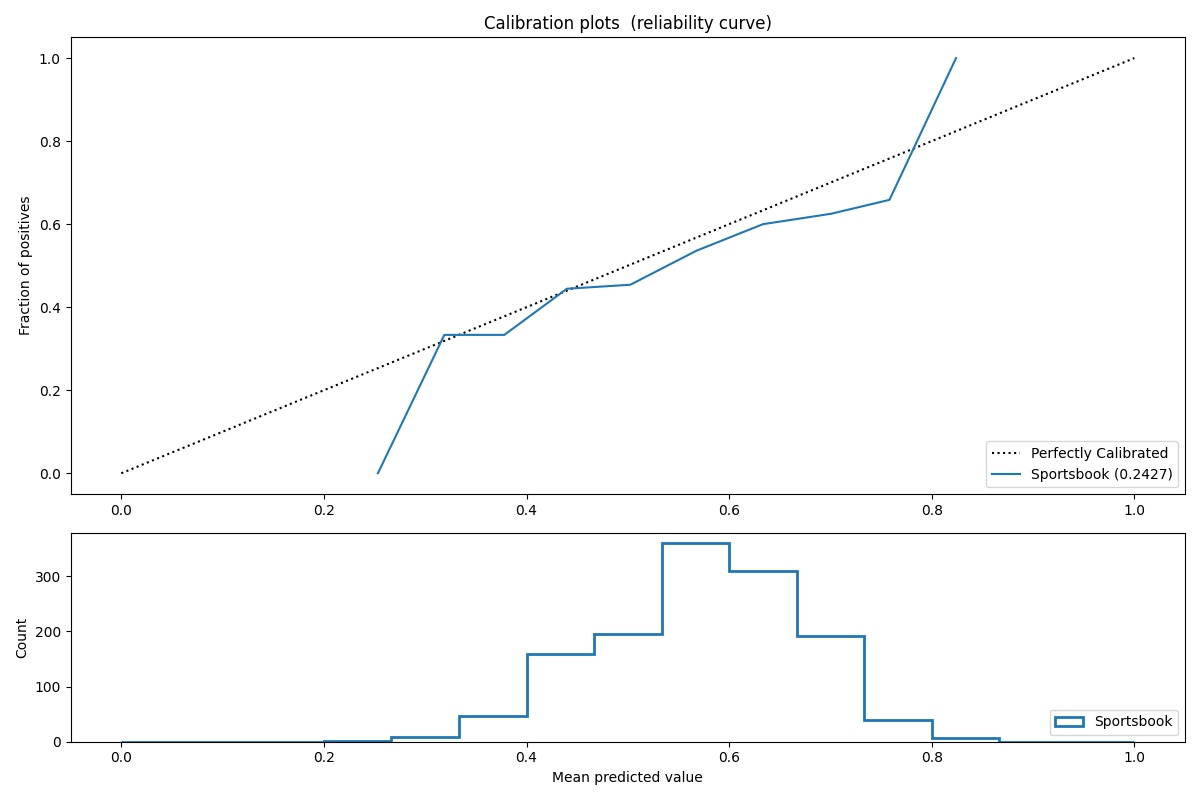 Calibration plots  (reliability curve)
1.0
0.8
0.6
0.4
0.2
0.0
Fraction of positives
Perfectly Calibrated
Sportsbook (0.2427)
0.0 0.2 0.4 0.6 0.8 1.0
300
200
100
0
Count
Sportsbook
0.0 0.2 0.4 0.6 0.8 1.0
Mean predicted value